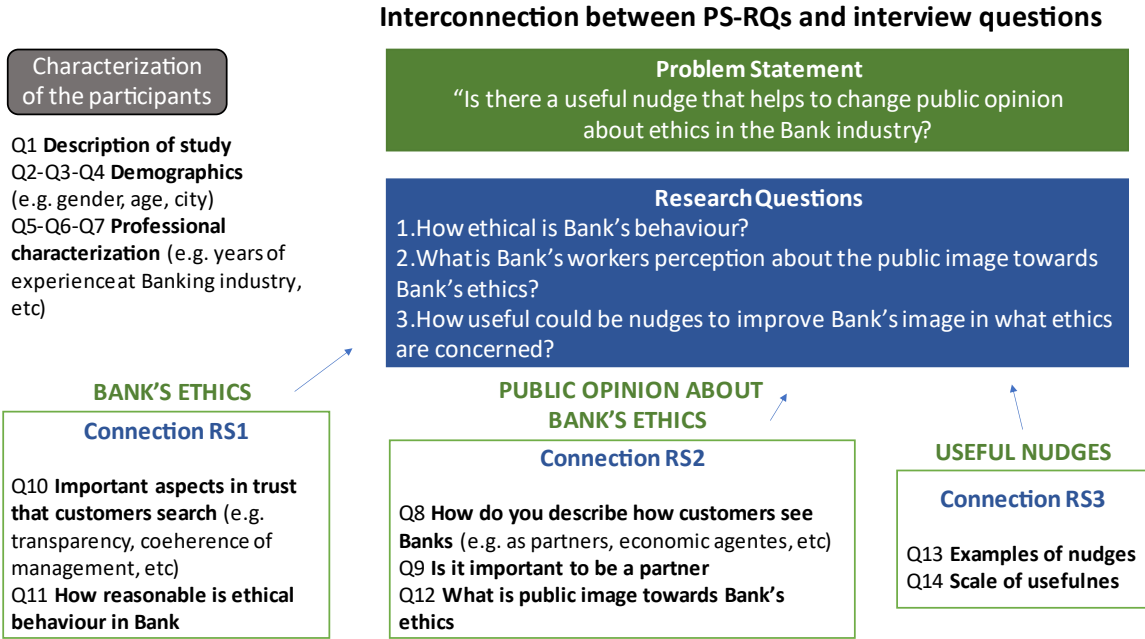 Interconnection between PS-RQs and interview questions
Characterization
of the participants
Q1 Description of study
Q2-Q3-Q4 Demographics
(e.g. gender, age, city)
Q5-Q6-Q7 Professional
characterization (e.g. years of
experience at Banking industry,
etc)
Problem Statement
“Is there a useful nudge that helps to change public opinion
about ethics in the Bank industry?
Research Questions
1.How ethical is Bank’s behaviour?
2.What is Bank’s workers perception about the public image towards
Bank’s ethics?
3.How useful could be nudges to improve Bank’s image in what ethics
are concerned?
BANK’S ETHICS
Connection RS1
Q10 Important aspects in trust
that customers search (e.g.
transparency, coeherence of
management, etc)
Q11 How reasonable is ethical
behaviour in Bank
PUBLIC OPINION ABOUT
BANK’S ETHICS
Connection RS2
Q8 How do you describe how customers see
Banks (e.g. as partners, economic agentes, etc)
Q9 Is it important to be a partner
Q12 What is public image towards Bank’s
ethics
USEFUL NUDGES
Connection RS3
Q13 Examples of nudges
Q14 Scale of usefulnes